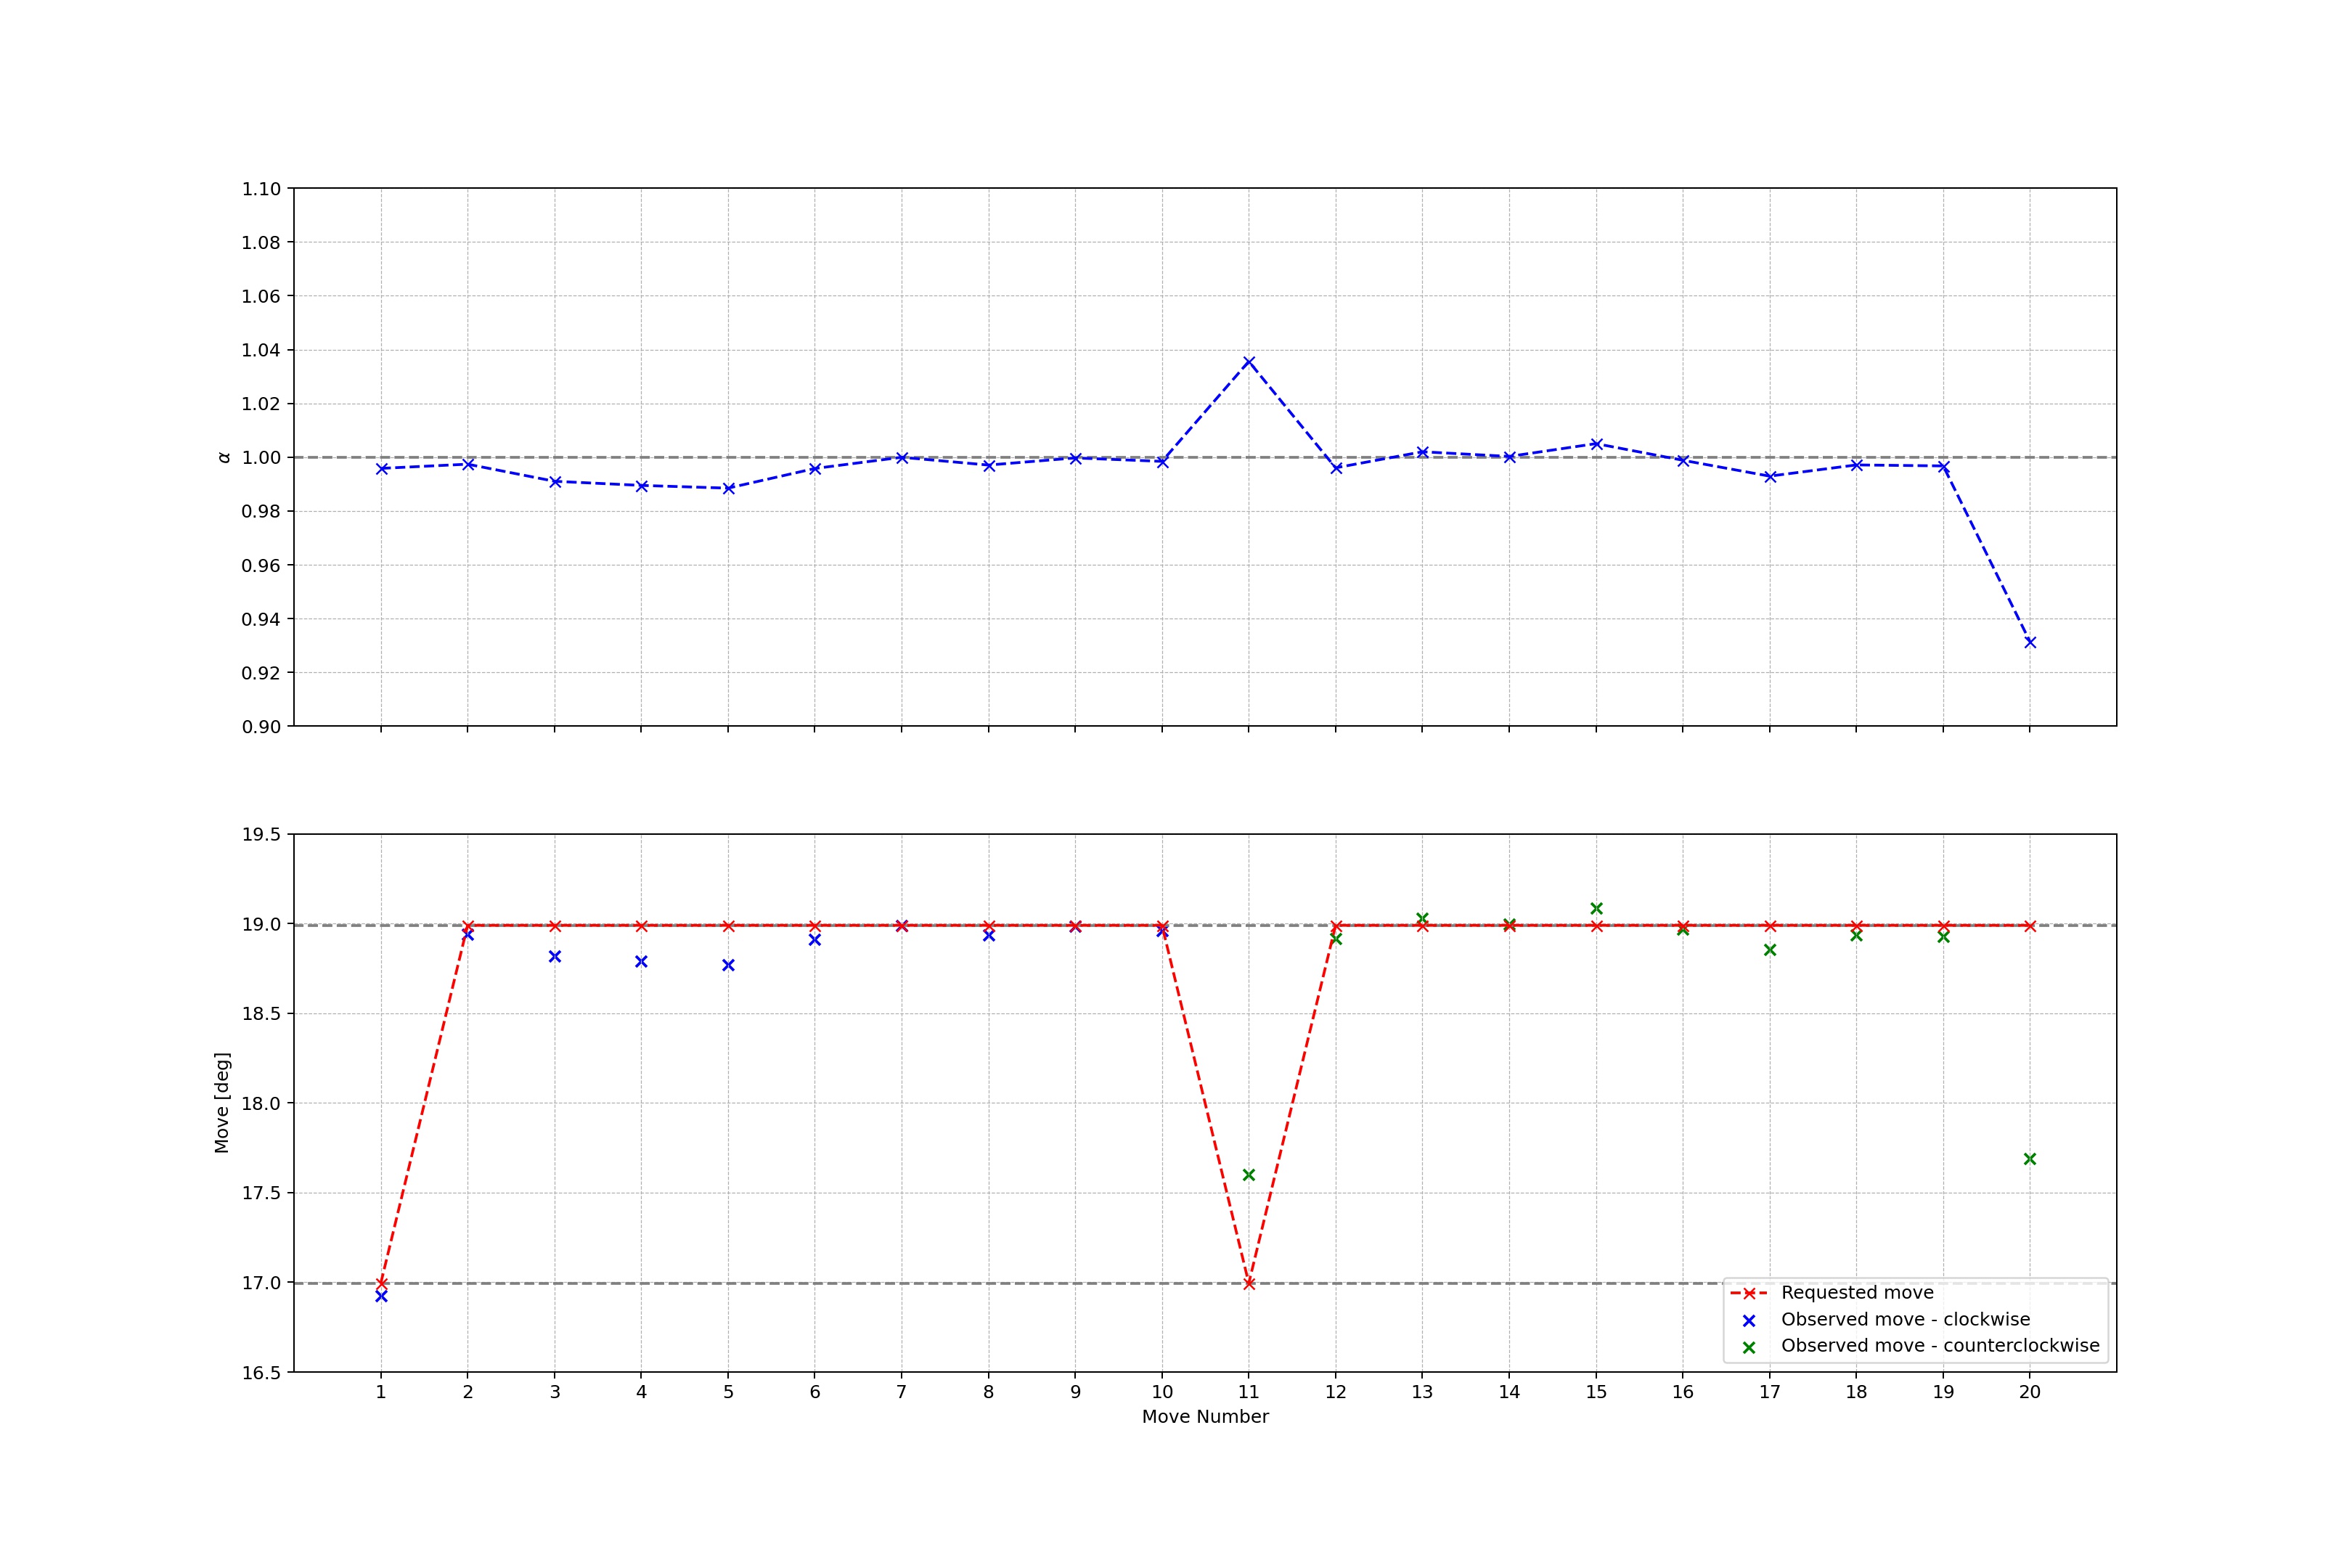 1.10
1.08
1.06
1.04
1.02
1.00
0.98
0.96
0.94
0.92
0.90
α
19.5
19.0
18.5
18.0
17.5
17.0
16.5
Move [deg]
Requested move
Observed move - clockwise
Observed move - counterclockwise
1 2 3 4 5 6 7 8 9 10 11 12 13 14 15 16 17 18 19 20
Move Number